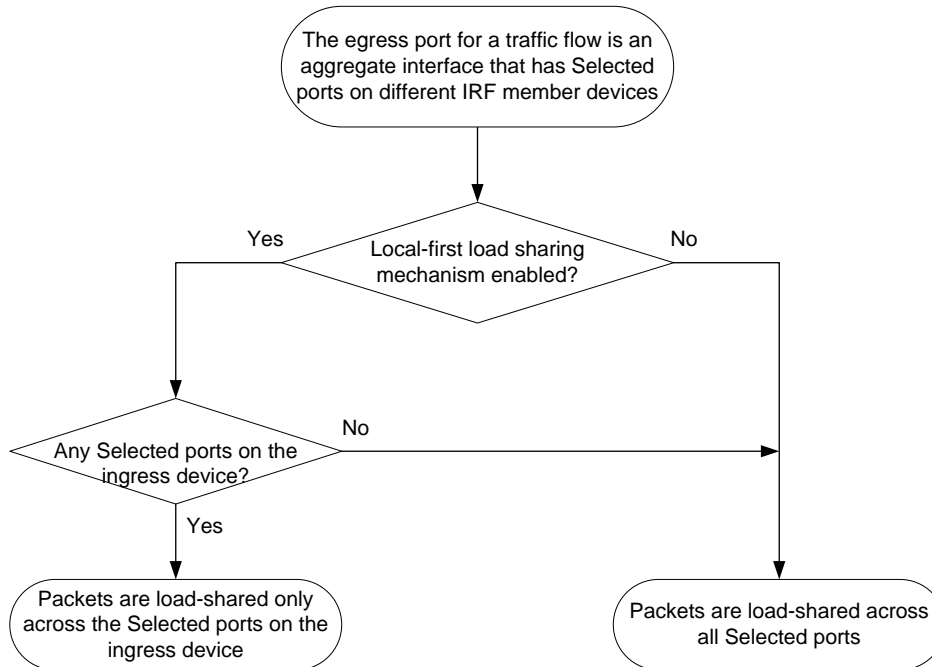 The egress port for a traffic flow is an
aggregate interface that has Selected
ports on different IRF member devices
Yes
No
Local-first load sharing
mechanism enabled?
No
Any Selected ports on the
ingress device?
Yes
Packets are load-shared only
across the Selected ports on the
ingress device
Packets are load-shared across
all Selected ports